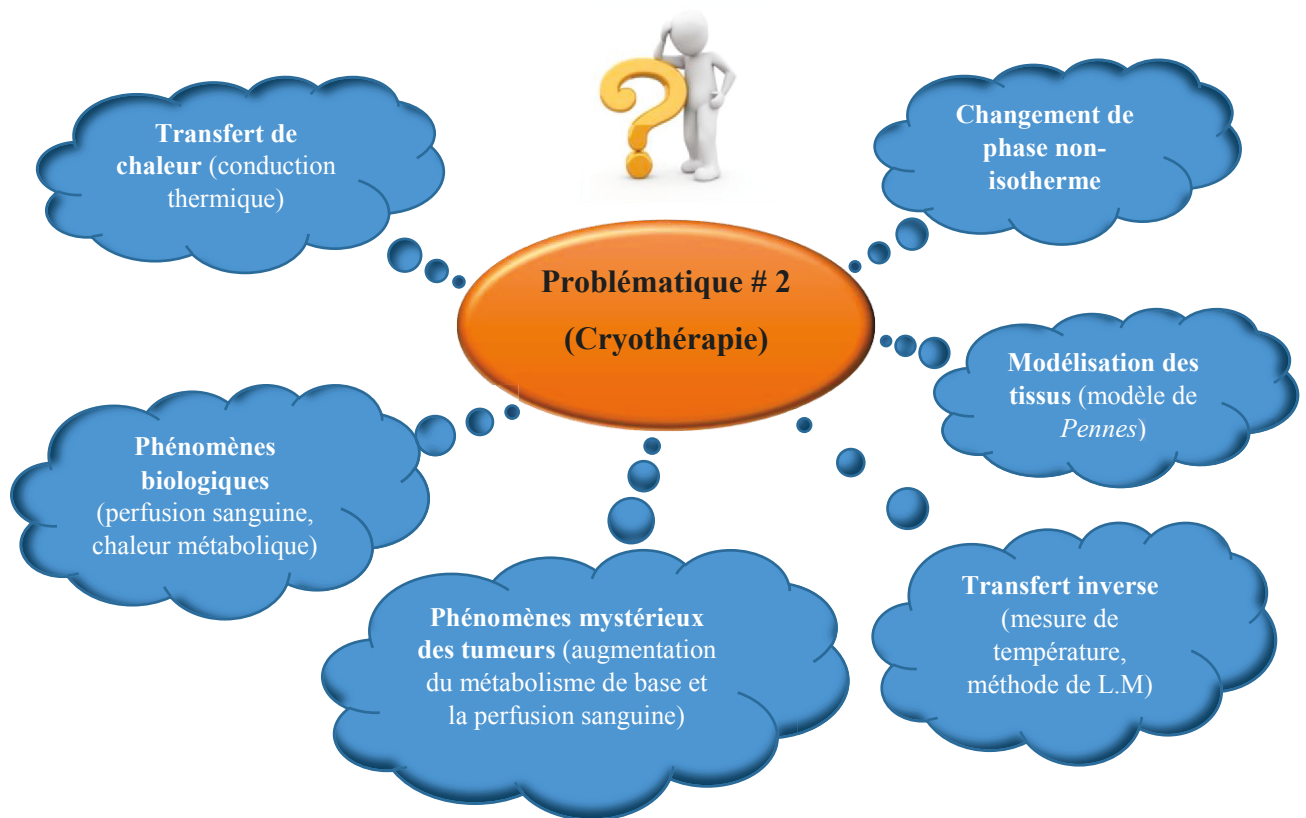 Transfert de
chaleur (conduction
thermique)
Changement de
phase non-
isotherme
Problématique # 2
(Cryothérapie)
Modélisation des
tissus (modèle de
Pennes)
Phénomènes
biologiques
(perfusion sanguine,
chaleur métabolique)
Phénomènes mystérieux
des tumeurs (augmentation
du métabolisme de base et
la perfusion sanguine)
Transfert inverse
(mesure de
température,
méthode de L.M)